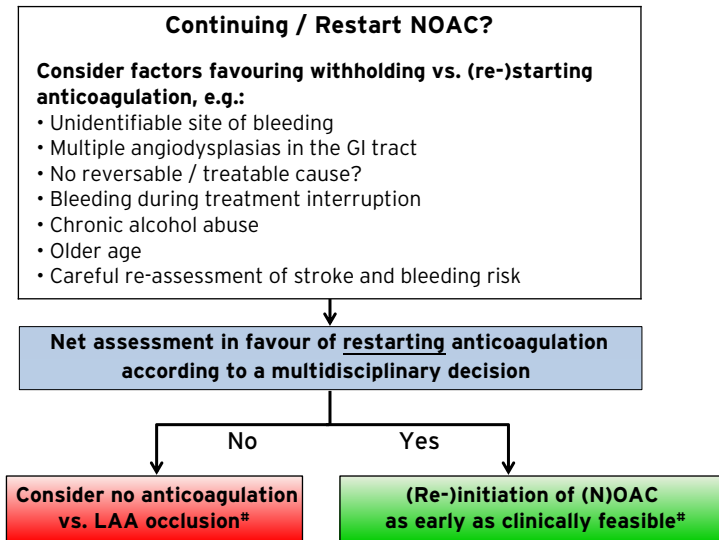 Continuing / Restart NOAC?
Consider factors favouring withholding vs. (re-)starting
anticoagulation, e.g.:
• Unidentifiable site of bleeding
• Multiple angiodysplasias in the GI tract
• No reversable / treatable cause?
• Bleeding during treatment interruption
• Chronic alcohol abuse
• Older age
• Careful re-assessment of stroke and bleeding risk
Net assessment in favour of restarting anticoagulation
according to a multidisciplinary decision
No
Yes
Consider no anticoagulation
vs. LAA occlusion#
(Re-)initiation of (N)OAC
as early as clinically feasible#